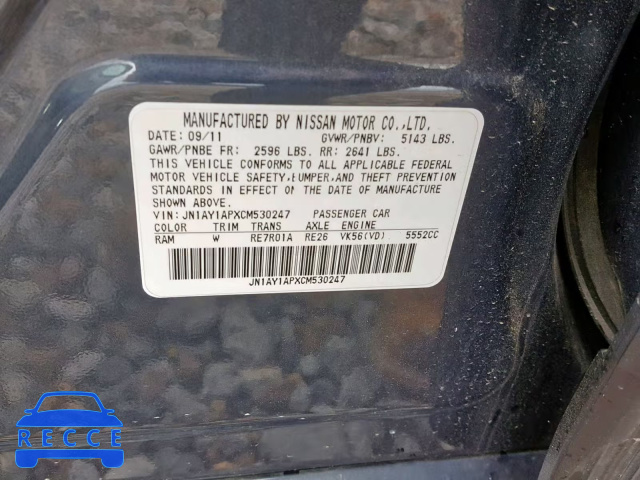 MANUFACTURED BY NISSAN MOTOR CO.,LTD.
DATE: 09/11 GVWR/PNBV: 5143 LBS.
GAWR/PNBE FR: 2596 LBS. RR: 2641 LBS.
THIS VEHICLE CONFORMS TO ALL APPLICABLE FEDERAL
MOTOR VEHICLE SAFETY,BUMPER,AND THEFT PREVENTION
STANDARDS IN EFFECT ON THE DATE OF MANUFACTURE
SHOWN ABOVE.
VIN: JN1AY1APXCM530247 PASSENGER CAR
COLOR TRIM TRANS AXLE ENGINE
RAM W RE7R01A RE26 VK56(VD) 5552CC
JN1AY1APXCM530247
RECCE